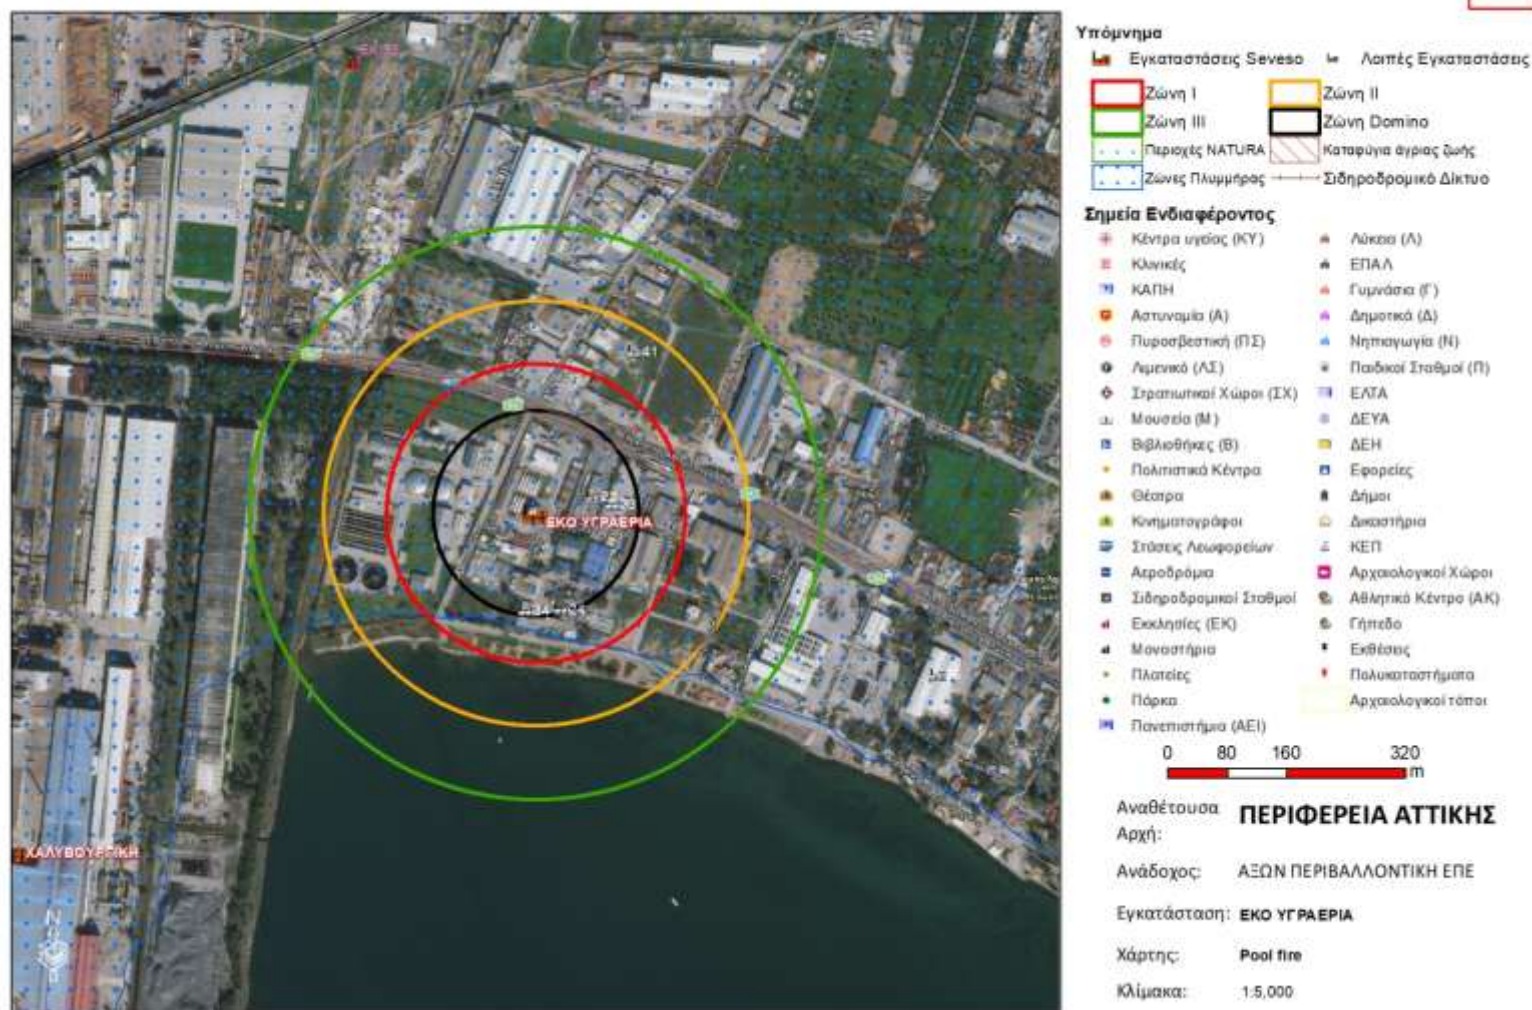 Υπόμνημα
Εγκαταστάσεις Seveso Λοιπές Εγκαταστάσεις
Ζώνη I Ζώνη II
Ζώνη III Ζώνη Domino
Περιοχές NATURA Καταφύγια άγριας ζωής
Ζώνες Πλυμμήρας Σιδηροδρομικό Δίκτυο
Σημεία Ενδιαφέροντος
Κέντρα υγείας (ΚΥ) Λύκεια (Λ)
Κλινικές ΕΠΑΛ
ΚΑΠΗ Γυμνάσια (Γ)
Αστυνομία (Α) Δημοτικά (Δ)
Πυροσβεστική (ΠΣ) Νηπιαγωγία (Ν)
Λιμενικό (ΛΣ) Παιδικοί Σταθμοί (Π)
Στρατιωτικοί Χώροι (ΣΧ) ΕΛΤΑ
Μουσεία (Μ) ΔΕΥΑ
Βιβλιοθήκες (Β) ΔΕΗ
Πολιτιστικά Κέντρα Εφορείες
Θέατρα Δήμοι
Κινηματογράφοι Δικαστήρια
Στάσεις Λεωφορείων ΚΕΠ
Αεροδρόμια Αρχαιολογικοί Χώροι
Σιδηροδρομικοί Σταθμοί Αθλητικό Κέντρο (ΑΚ)
Εκκλησίες (ΕΚ) Γήπεδο
Μοναστήρια Εκθέσεις
Πλατείες Πολυκαταστήματα
Πάρκα Αρχαιολογικοί τόποι
Πανεπιστήμια (ΑΕΙ)
0 80 160 320
m
Αναθέτουσα Αρχή: ΠΕΡΙΦΕΡΕΙΑ ΑΤΤΙΚΗΣ
Ανάδοχος: ΑΞΩΝ ΠΕΡΙΒΑΛΛΟΝΤΙΚΗ ΕΠΕ
Εγκατάσταση: ΕΚΟ ΥΓΡΑΕΡΙΑ
Χάρτης: Pool fire
Κλίμακα: 1:5,000
ΕΚΟ ΥΓΡΑΕΡΙΑ
ΧΑΛΥΒΟΥΡΓΙΚΗ